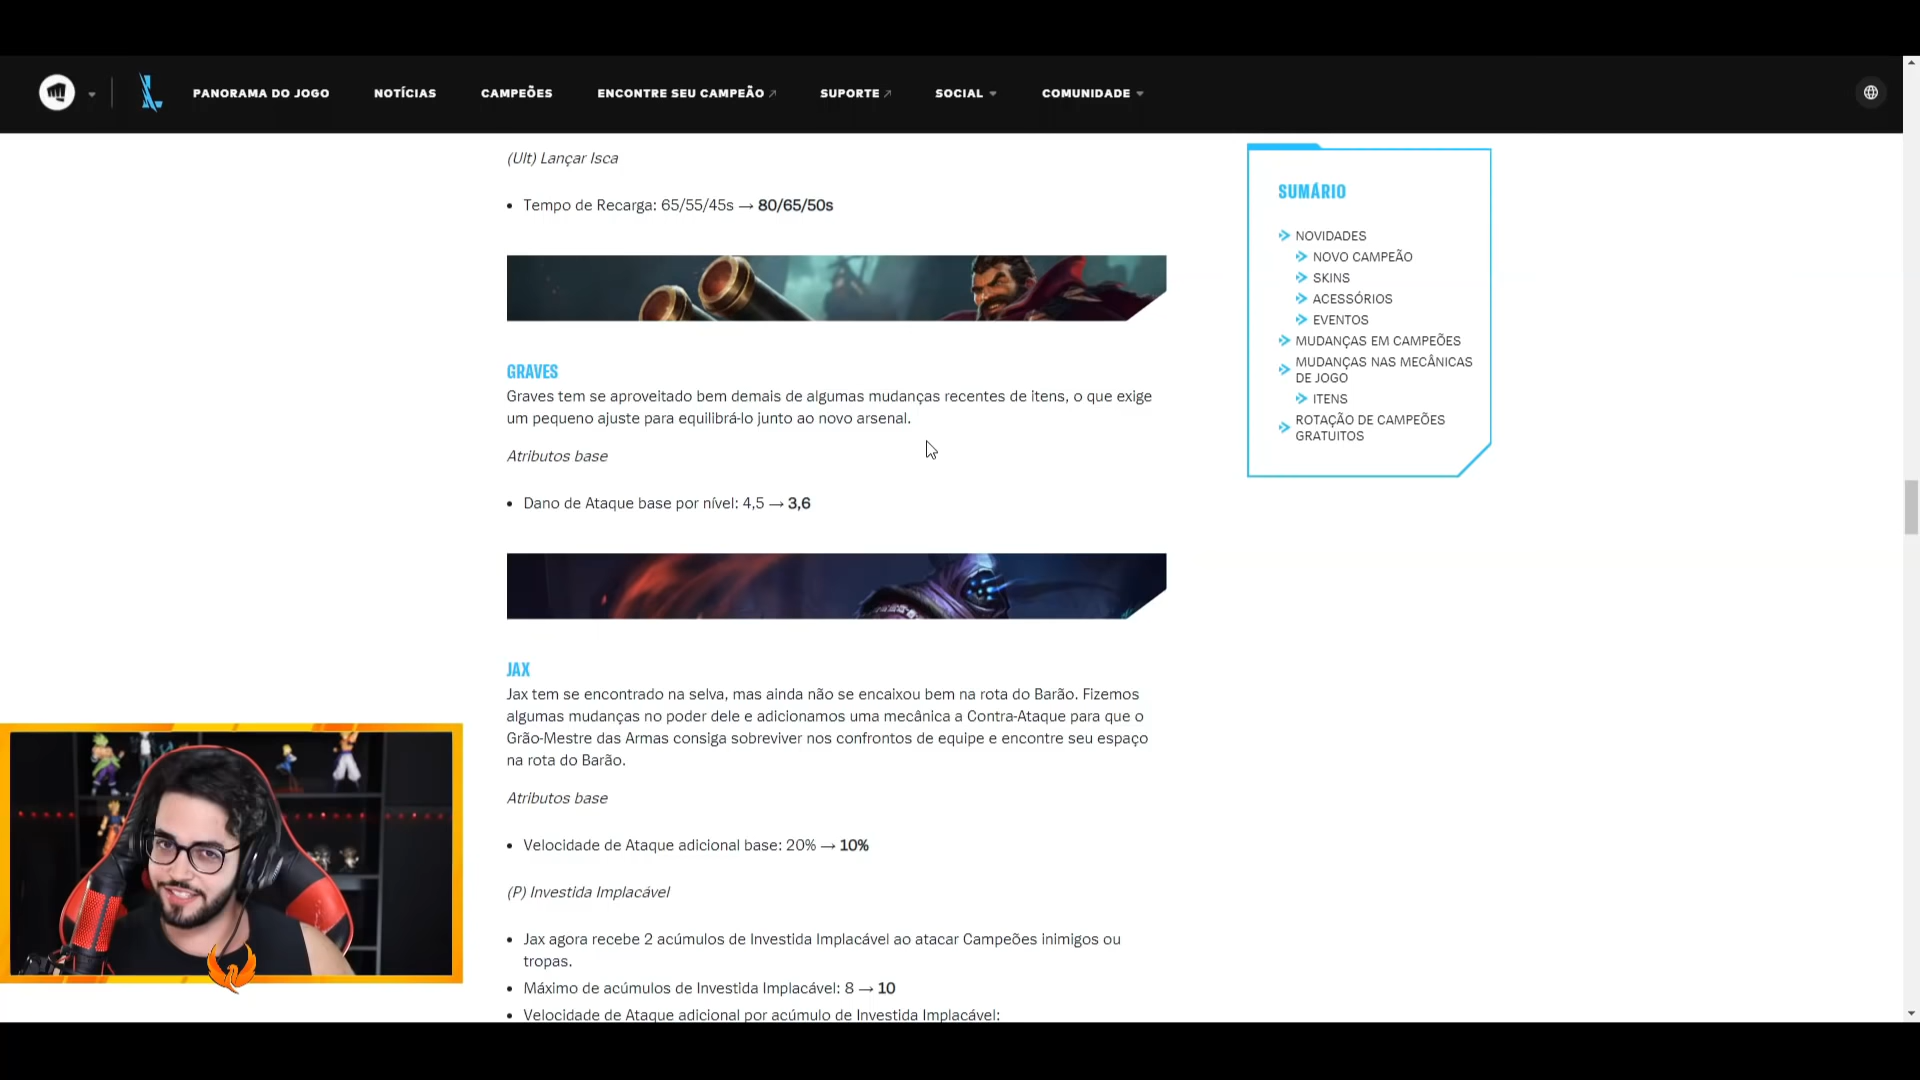 PANORAMA DO JOGO NOTÍCIAS CAMPEÕES ENCONTRE SEU CAMPEÃO SUPORTE SOCIAL COMUNIDADE
(Ult) Lançar Isca
• Tempo de Recarga: 65/55/45s → 80/65/50s
GRAVES
Graves tem se aproveitado bem demais de algumas mudanças recentes de itens, o que exige
um pequeno ajuste para equilibrá-lo junto ao novo arsenal.
Atributos base
• Dano de Ataque base por nível: 4,5 → 3,6
JAX
Jax tem se encontrado na selva, mas ainda não se encaixou bem na rota do Barão. Fizemos
algumas mudanças no poder dele e adicionamos uma mecânica a Contra-Ataque para que o
Grão-Mestre das Armas consiga sobreviver nos confrontos de equipe e encontre seu espaço
na rota do Barão.
Atributos base
• Velocidade de Ataque adicional base: 20% → 10%
(P) Investida Implacável
• Jax agora recebe 2 acúmulos de Investida Implacável ao atacar Campeões inimigos ou
tropas.
• Máximo de acúmulos de Investida Implacável: 8 → 10
• Velocidade de Ataque adicional por acúmulo de Investida Implacável:
SUMÁRIO
NOVIDADES
NOVO CAMPEÃO
SKINS
ACESSÓRIOS
EVENTOS
MUDANÇAS EM CAMPEÕES
MUDANÇAS NAS MECÂNICAS
DE JOGO
ITENS
ROTAÇÃO DE CAMPEÕES
GRATUITOS